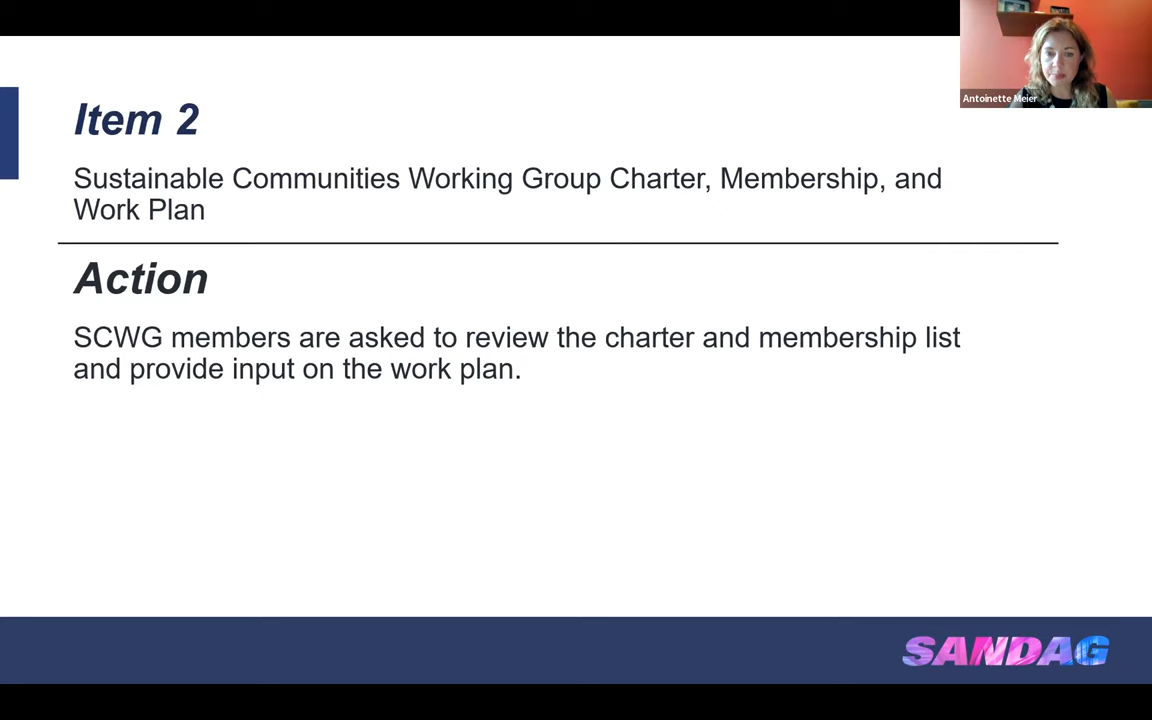 Antoinette Meier
Item 2
Sustainable Communities Working Group Charter, Membership, and
Work Plan
Action
SCWG members are asked to review the charter and membership list
and provide input on the work plan.
SANDAG